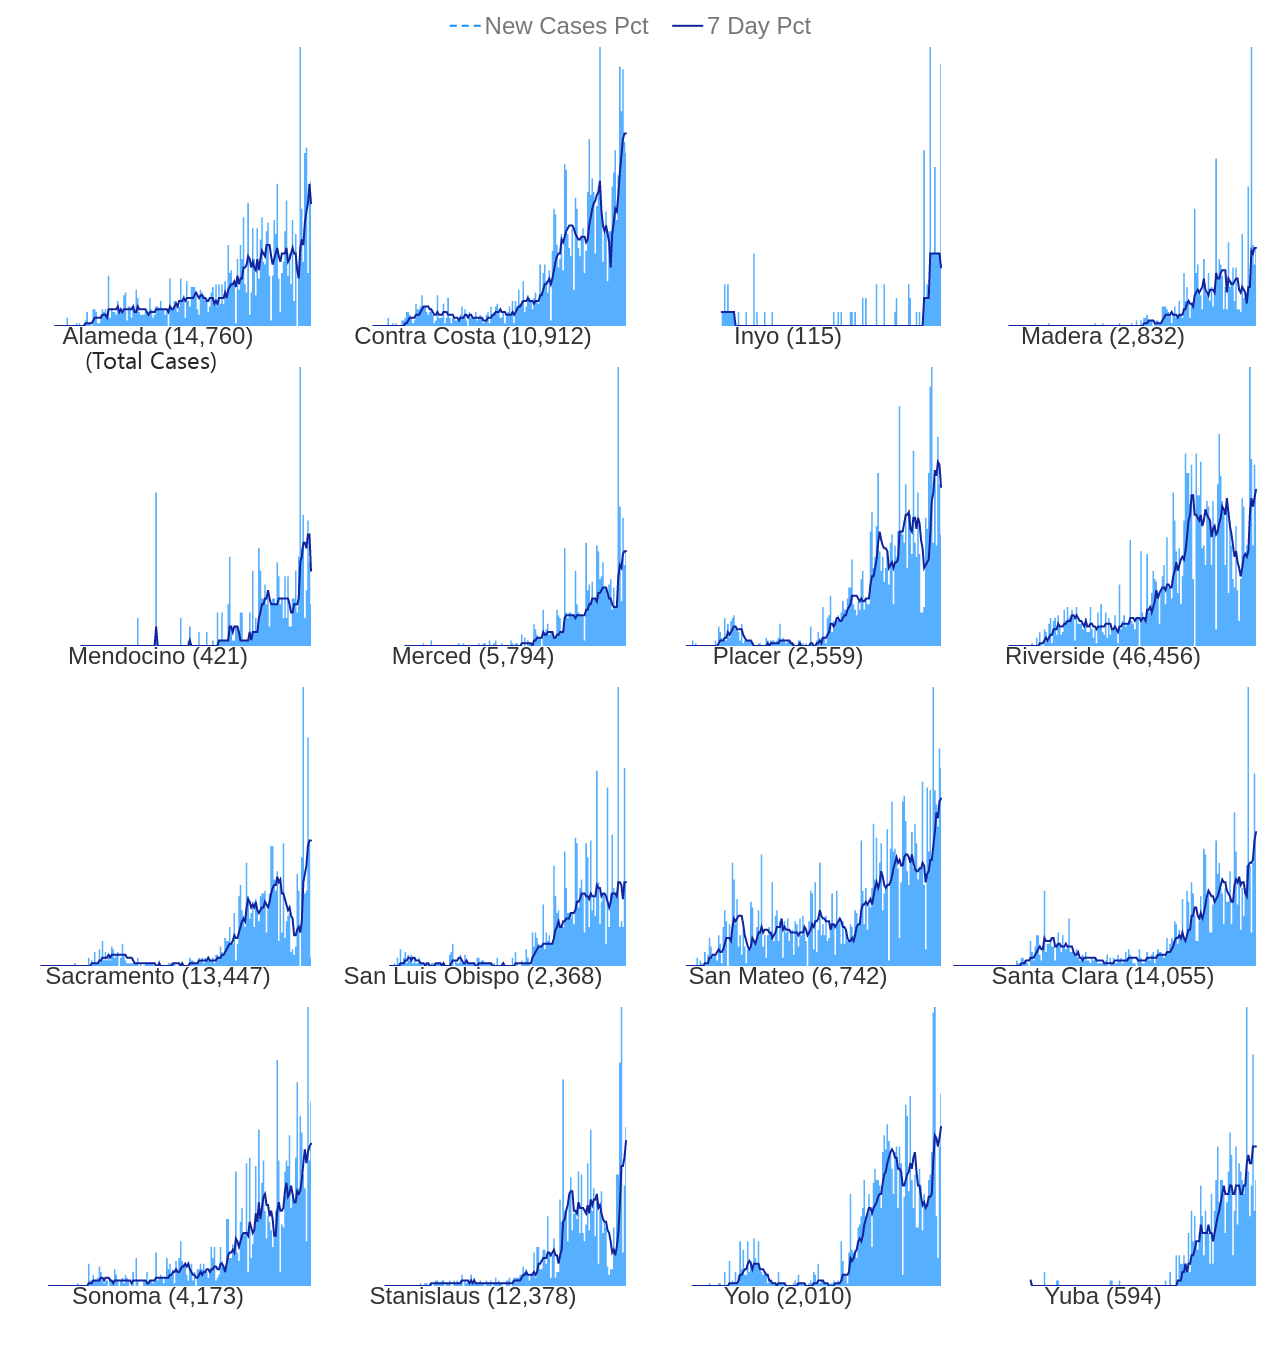 New Cases Pct 7 Day Pct
Alameda (14,760) Contra Costa (10,912) Inyo (115) Madera (2,832)
(Total Cases)
Mendocino (421) Merced (5,794) Placer (2,559) Riverside (46,456)
Sacramento (13,447) San Luis Obispo (2,368) San Mateo (6,742) Santa Clara (14,055)
Sonoma (4,173) Stanislaus (12,378) Yolo (2,010) Yuba (594)